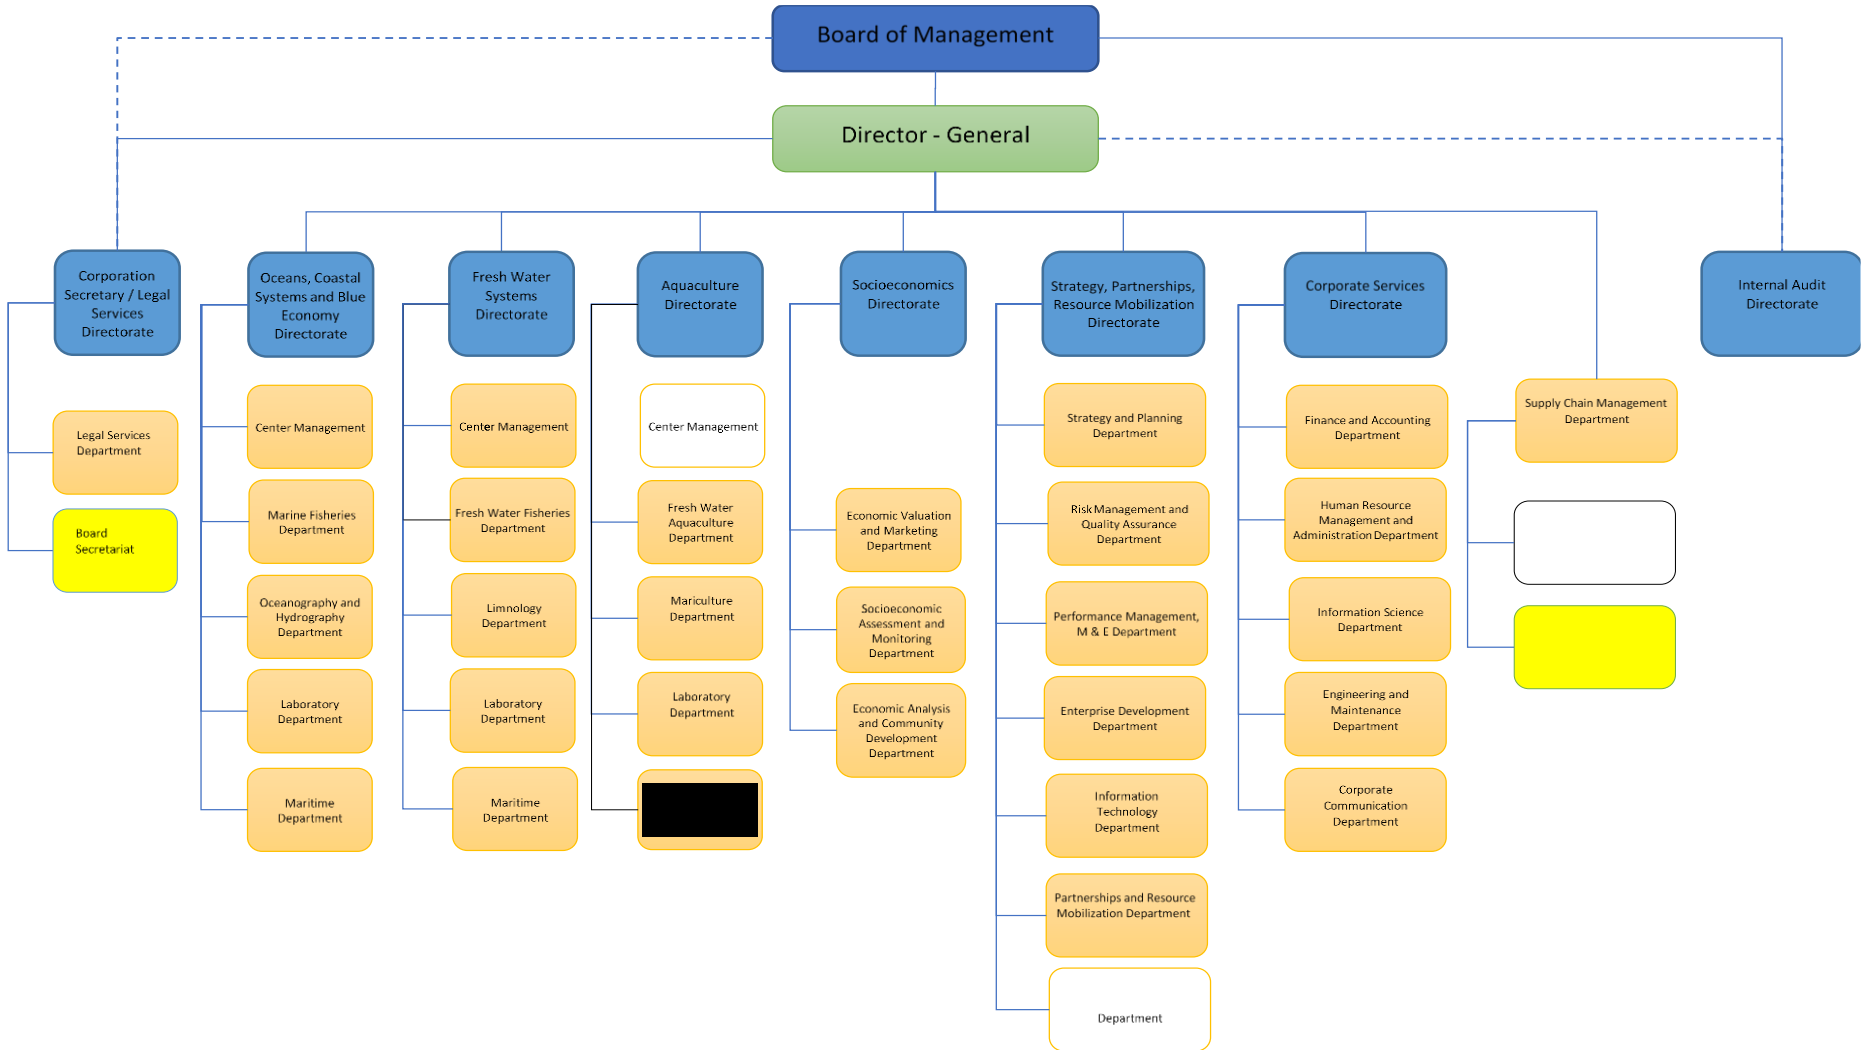 Board of Management
Director - General
Corporation
Secretary / Legal
Services
Directorate
Legal Services
Department
Board
Secretariat
Oceans, Coastal
Systems and Blue
Economy
Directorate
Center Management
Marine Fisheries
Department
Oceanography and
Hydrography
Department
Laboratory
Department
Maritime
Department
Fresh Water
Systems
Directorate
Center Management
Fresh Water Fisheries
Department
Limnology
Department
Laboratory
Department
Maritime
Department
Aquaculture
Directorate
Center Management
Fresh Water
Aquaculture
Department
Mariculture
Department
Laboratory
Department
Socioeconomics
Directorate
Economic Valuation
and Marketing
Department
Socioeconomic
Assessment and
Monitoring
Department
Economic Analysis
and Community
Development
Department
Strategy, Partnerships,
Resource Mobilization
Directorate
Strategy and Planning
Department
Risk Management and
Quality Assurance
Department
Performance Management,
M & E Department
Enterprise Development
Department
Information
Technology
Department
Partnerships and Resource
Mobilization Department
Department
Corporate Services
Directorate
Finance and Accounting
Department
Human Resource
Management and
Administration Department
Information Science
Department
Engineering and
Maintenance
Department
Corporate
Communication
Department
Supply Chain Management
Department
Internal Audit
Directorate